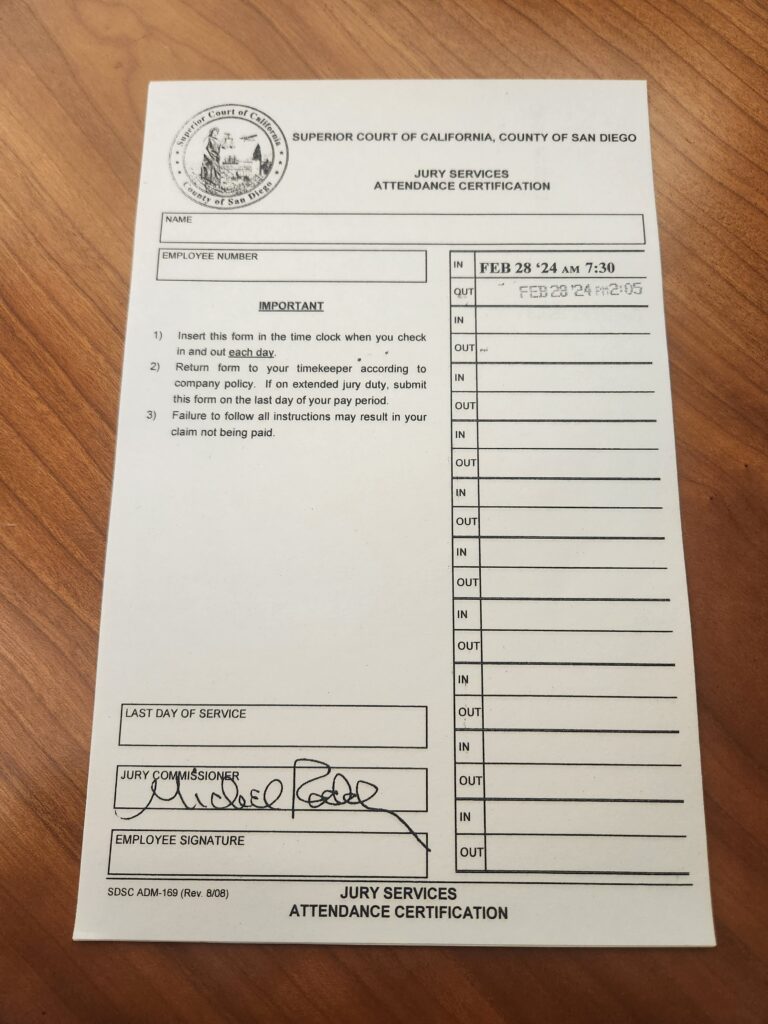 Superior Court of California
County of San Diego
SUPERIOR COURT OF CALIFORNIA, COUNTY OF SAN DIEGO
JURY SERVICES
ATTENDANCE CERTIFICATION
NAME
EMPLOYEE NUMBER
IMPORTANT
1) Insert this form in the time clock when you check
in and out each day.
2) Return form to your timekeeper according to
company policy. If on extended jury duty, submit
this form on the last day of your pay period.
3) Failure to follow all instructions may result in your
claim not being paid.
IN FEB 28 '24 AM 7:30
OUT FEB 28 '24 PM 2:05
IN
OUT
IN
OUT
IN
OUT
IN
OUT
IN
OUT
IN
OUT
IN
OUT
IN
OUT
IN
OUT
LAST DAY OF SERVICE
JURY COMMISSIONER
Michael
EMPLOYEE SIGNATURE
SDSC ADM-169 (Rev. 8/08)
JURY SERVICES
ATTENDANCE CERTIFICATION